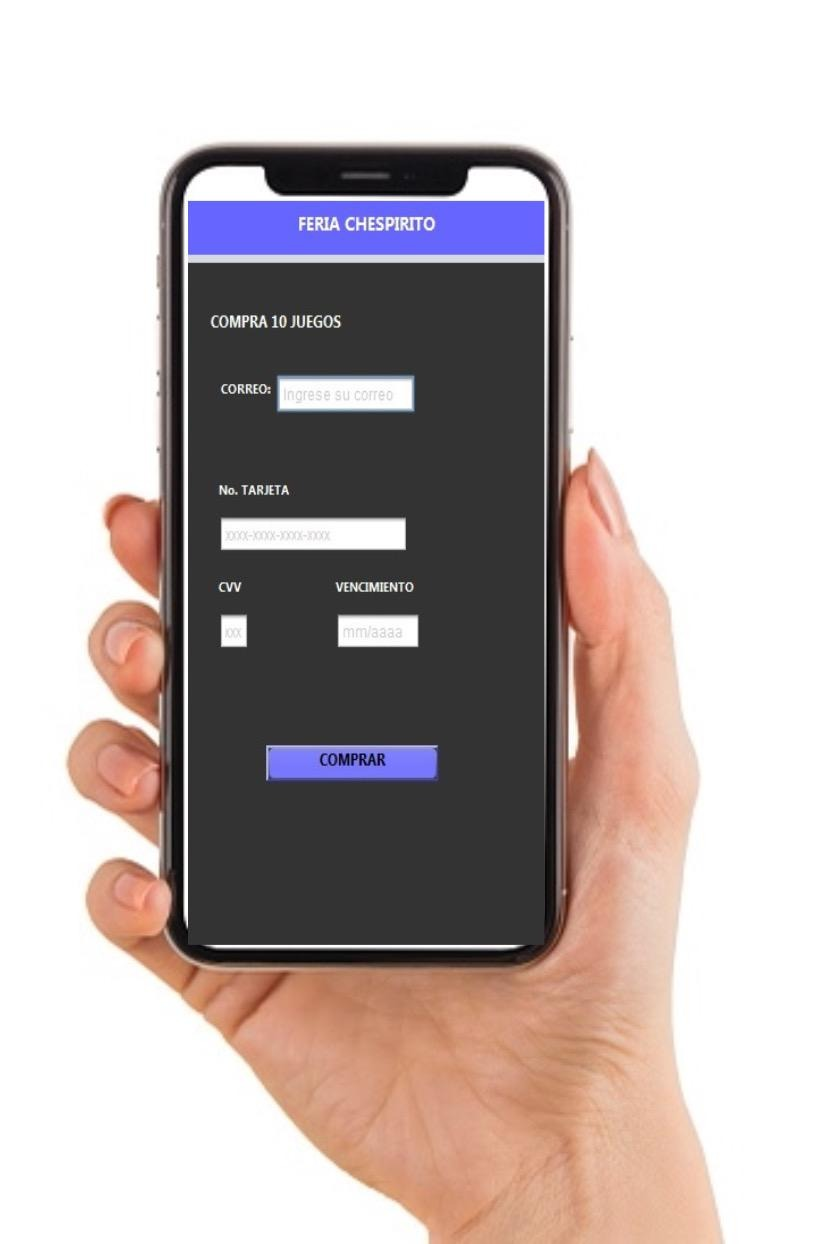 FERIA CHESPIRITO
COMPRA 10 JUEGOS
CORREO: Ingrese su correo
No. TARJETA
xxxx-xxxx-xxxx-xxxx
CVV VENCIMIENTO
xxx mm/aaaa
COMPRAR